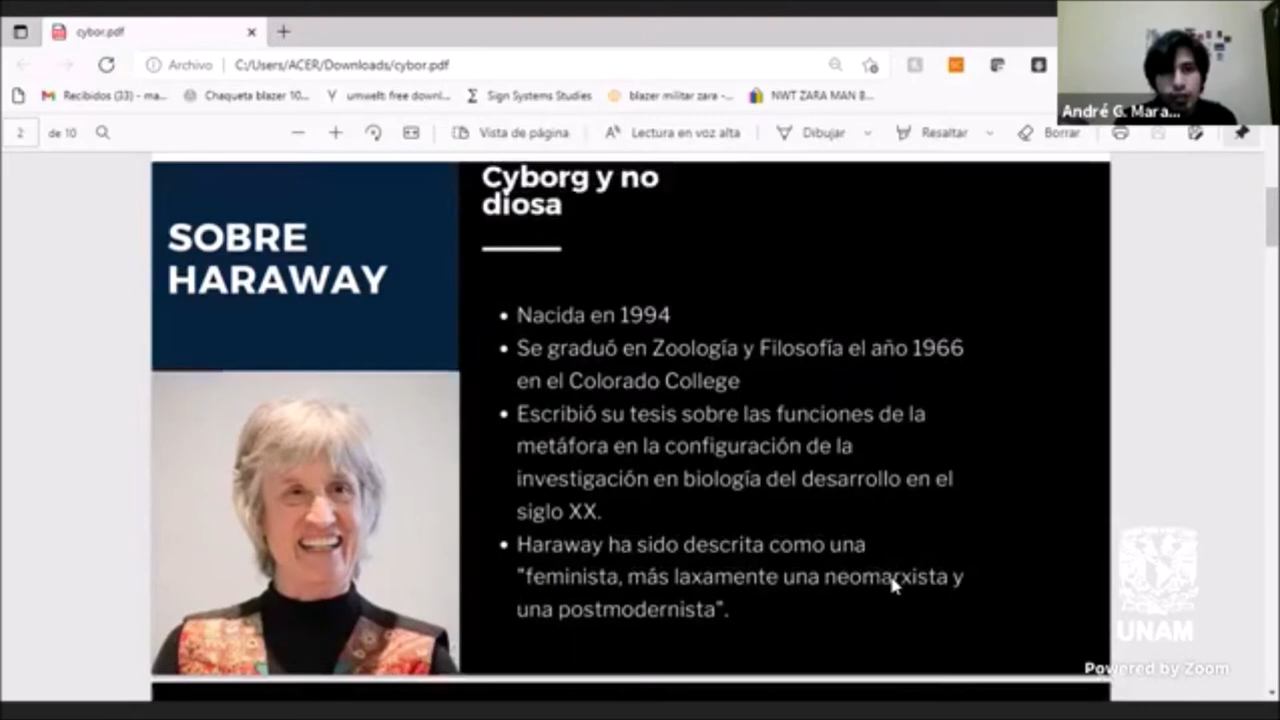 cybor.pdf
Archivo
C:/Users/ACER/Downloads/cybor.pdf
Recibidos (33) - ma...
Chaqueta blazer 10...
umwelt: free downl...
Sign Systems Studies
blazer militar zara -...
NWT ZARA MAN B...
André G. Mara...
2 de 10
Vista de página
Lectura en voz alta
Dibujar
Resaltar
Borrar
SOBRE
HARAWAY
Cyborg y no
diosa
• Nacida en 1994
• Se graduó en Zoología y Filosofía el año 1966
en el Colorado College
• Escribió su tesis sobre las funciones de la
metáfora en la configuración de la
investigación en biología del desarrollo en el
siglo XX.
• Haraway ha sido descrita como una
"feminista, más laxamente una neomarxista y
una postmodernista".
UNAM
Powered by Zoom